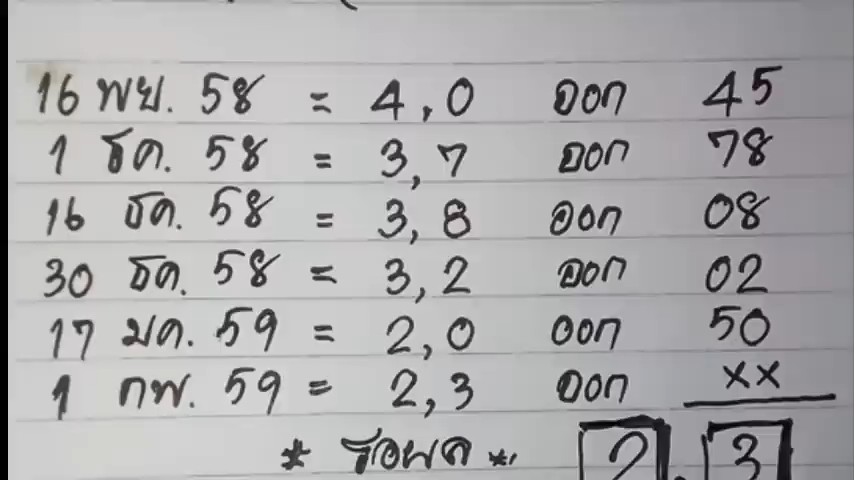 16 พย. 58 = 4,0 ออก 45
1 ธค. 58 = 3,7 ออก 78
16 ธค. 58 = 3,8 ออก 08
30 ธค. 58 = 3,2 ออก 02
17 มค. 59 = 2,0 ออก 50
1 กพ. 59 = 2,3 ออก xx
* รอผล * 2,3